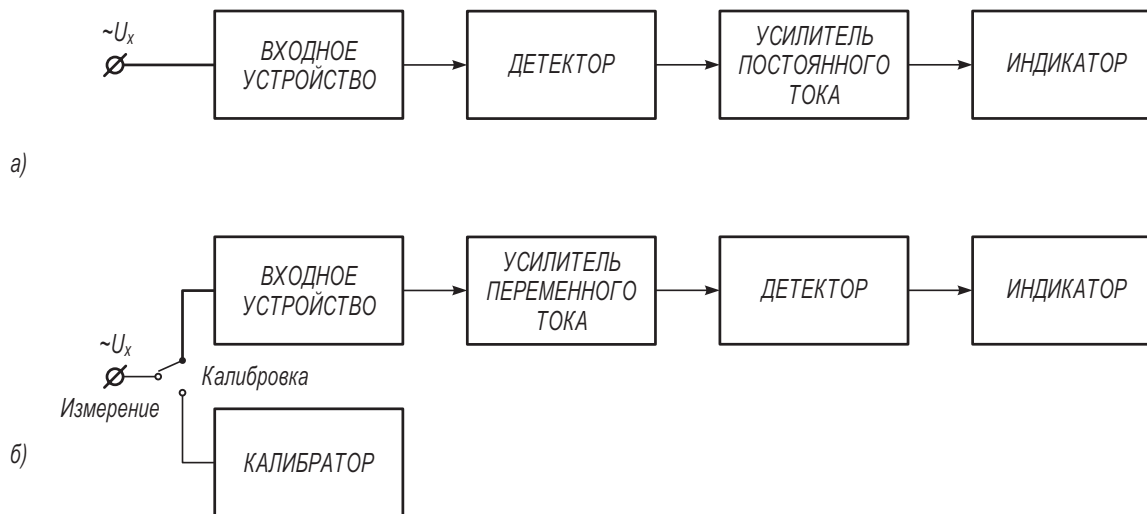 ~Uₓ
ВХОДНОЕ
УСТРОЙСТВО
ДЕТЕКТОР
УСИЛИТЕЛЬ
ПОСТОЯННОГО
ТОКА
ИНДИКАТОР
а)
ВХОДНОЕ
УСТРОЙСТВО
УСИЛИТЕЛЬ
ПЕРЕМЕННОГО
ТОКА
ДЕТЕКТОР
ИНДИКАТОР
~Uₓ
Калибровка
Измерение
б)
КАЛИБРАТОР